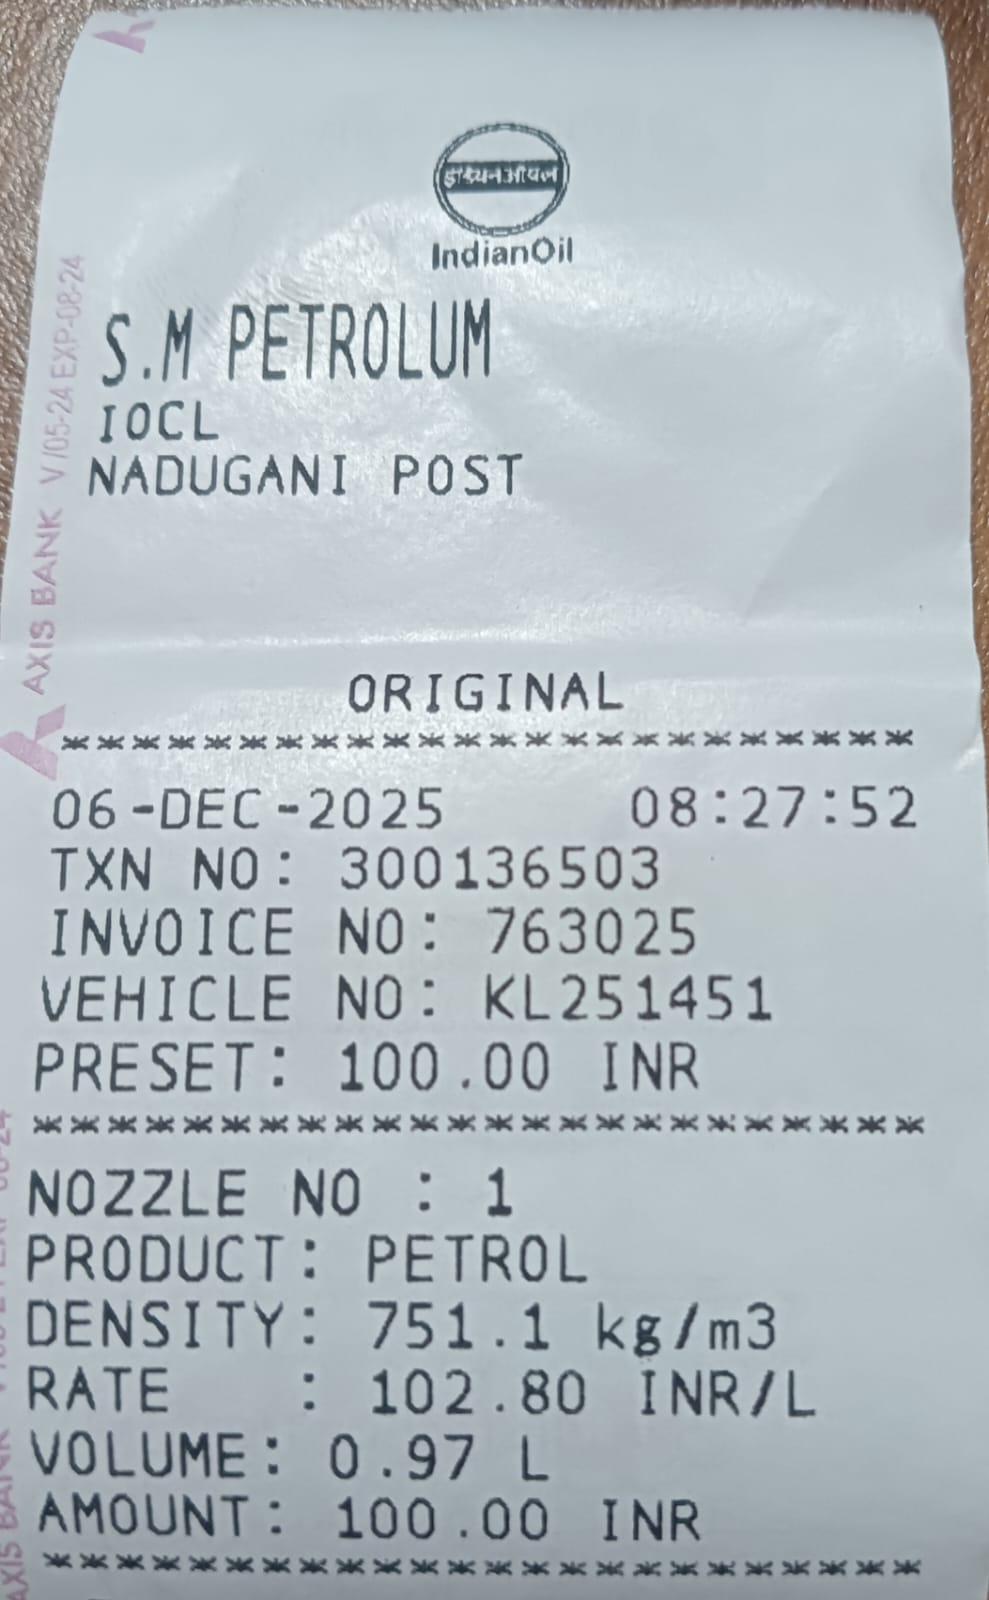 इंडियनऑयल
IndianOil
S.M PETROLUM
IOCL
NADUGANI POST
AXIS BANK V/05-24 EXP-08-24
ORIGINAL
************************
06-DEC-2025 08:27:52
TXN NO: 300136503
INVOICE NO: 763025
VEHICLE NO: KL251451
PRESET: 100.00 INR
************************
NOZZLE NO : 1
PRODUCT: PETROL
DENSITY: 751.1 kg/m3
RATE : 102.80 INR/L
VOLUME: 0.97 L
AMOUNT: 100.00 INR
************************
AXIS BANK